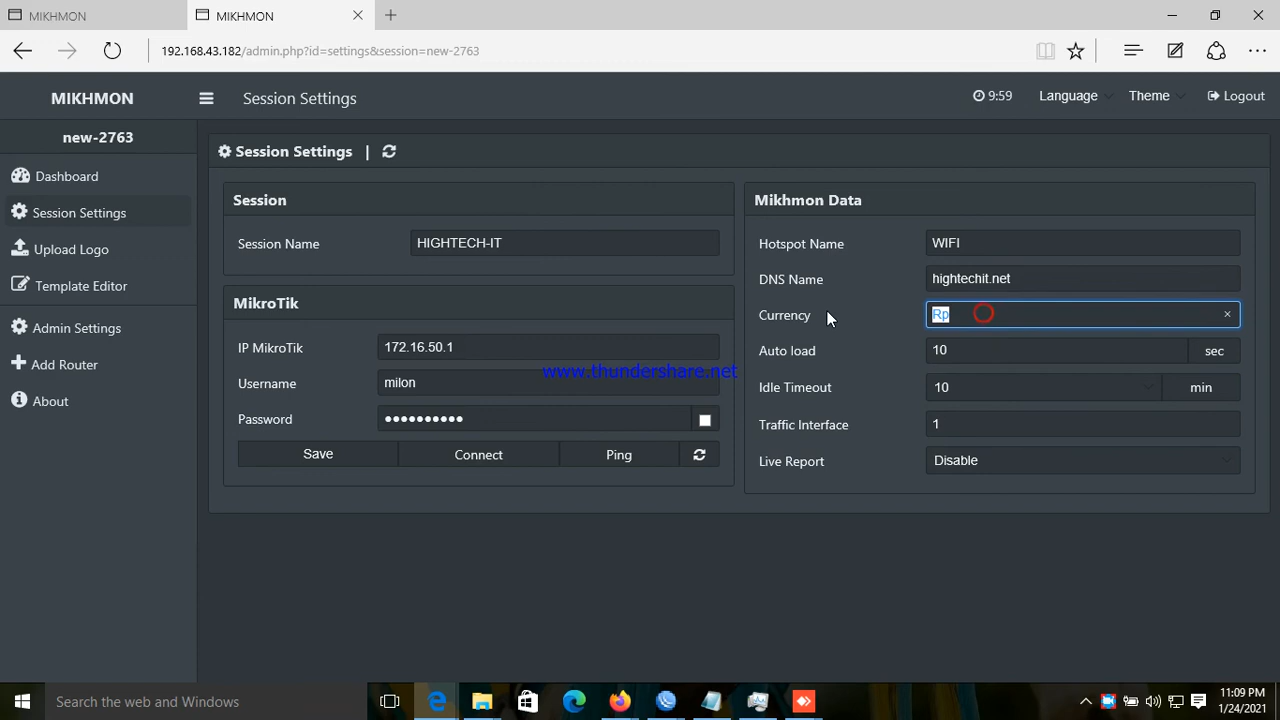 MIKHMON
MIKHMON
192.168.43.182/admin.php?id=settings&session=new-2763
MIKHMON
Session Settings
9:59
Language
Theme
Logout
new-2763
Dashboard
Session Settings
Upload Logo
Template Editor
Admin Settings
Add Router
About
Session Settings |
Session
Session Name HIGHTECH-IT
MikroTik
IP MikroTik 172.16.50.1
Username milon
Password ••••••••••
Save Connect Ping
Mikhmon Data
Hotspot Name WIFI
DNS Name hightechit.net
Currency Rp
Auto load 10 sec
Idle Timeout 10 min
Traffic Interface 1
Live Report Disable
www.thundershare.net
Search the web and Windows
11:09 PM
1/24/2021